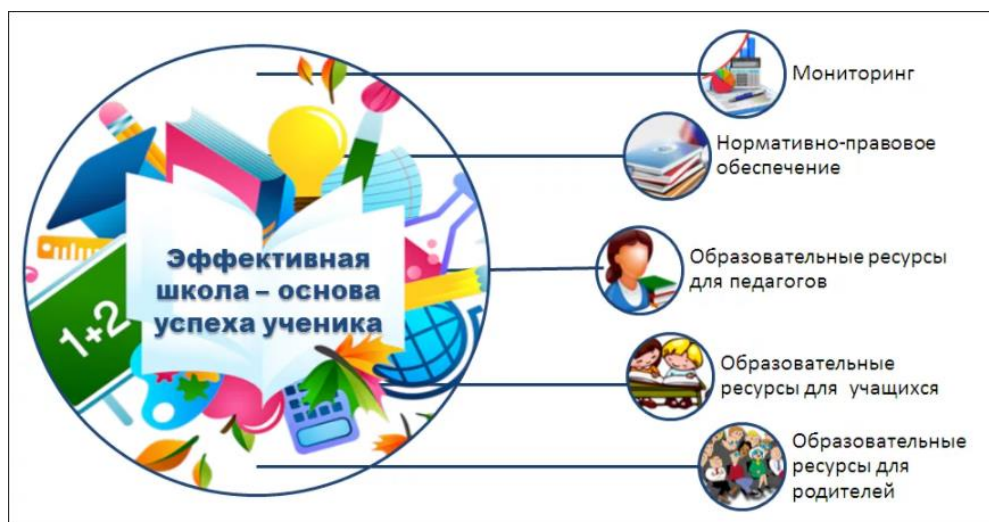 Эффективная
школа – основа
успеха ученика
1+2
Мониторинг
Нормативно-правовое
обеспечение
Образовательные ресурсы
для педагогов
Образовательные
ресурсы для учащихся
Образовательные
ресурсы для
родителей